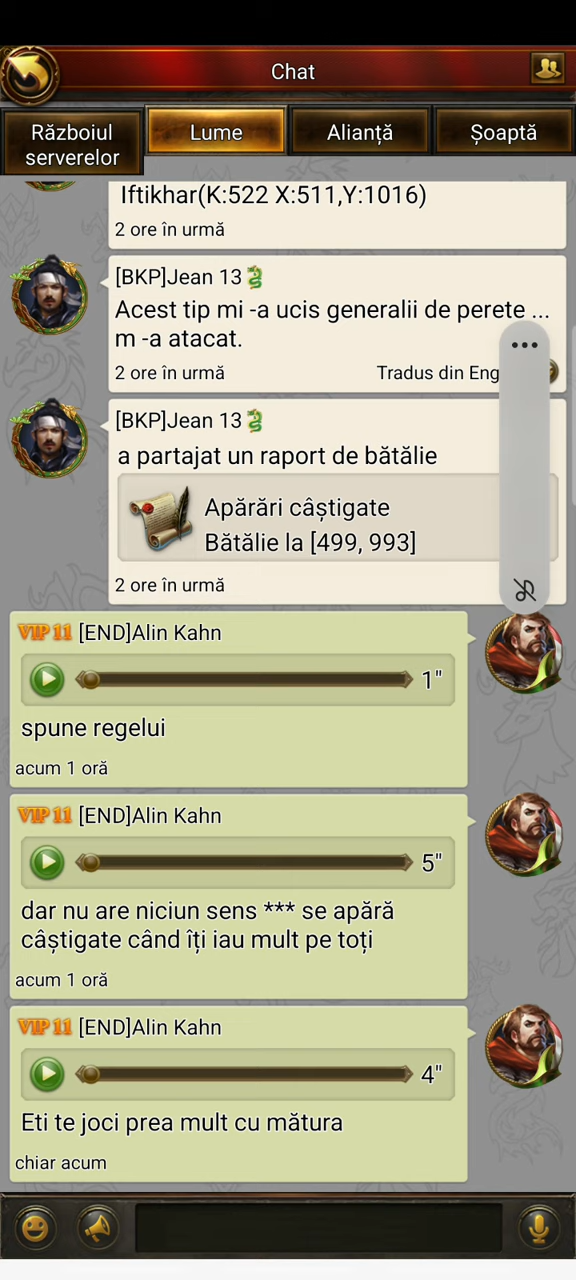 Chat
Războiul
serverelor
Lume
Alianță
Șoaptă
Iftikhar(K:522 X:511,Y:1016)
2 ore în urmă
[BKP]Jean 13🐉
Acest tip mi -a ucis generalii de perete ...
m -a atacat.
2 ore în urmă
Tradus din Eng
[BKP]Jean 13🐉
a partajat un raport de bătălie
Apărări câștigate
Bătălie la [499, 993]
2 ore în urmă
VIP 11 [END]Alin Kahn
1"
spune regelui
acum 1 oră
VIP 11 [END]Alin Kahn
5"
dar nu are niciun sens *** se apără
câștigate când îți iau mult pe toți
acum 1 oră
VIP 11 [END]Alin Kahn
4"
Eti te joci prea mult cu mătura
chiar acum